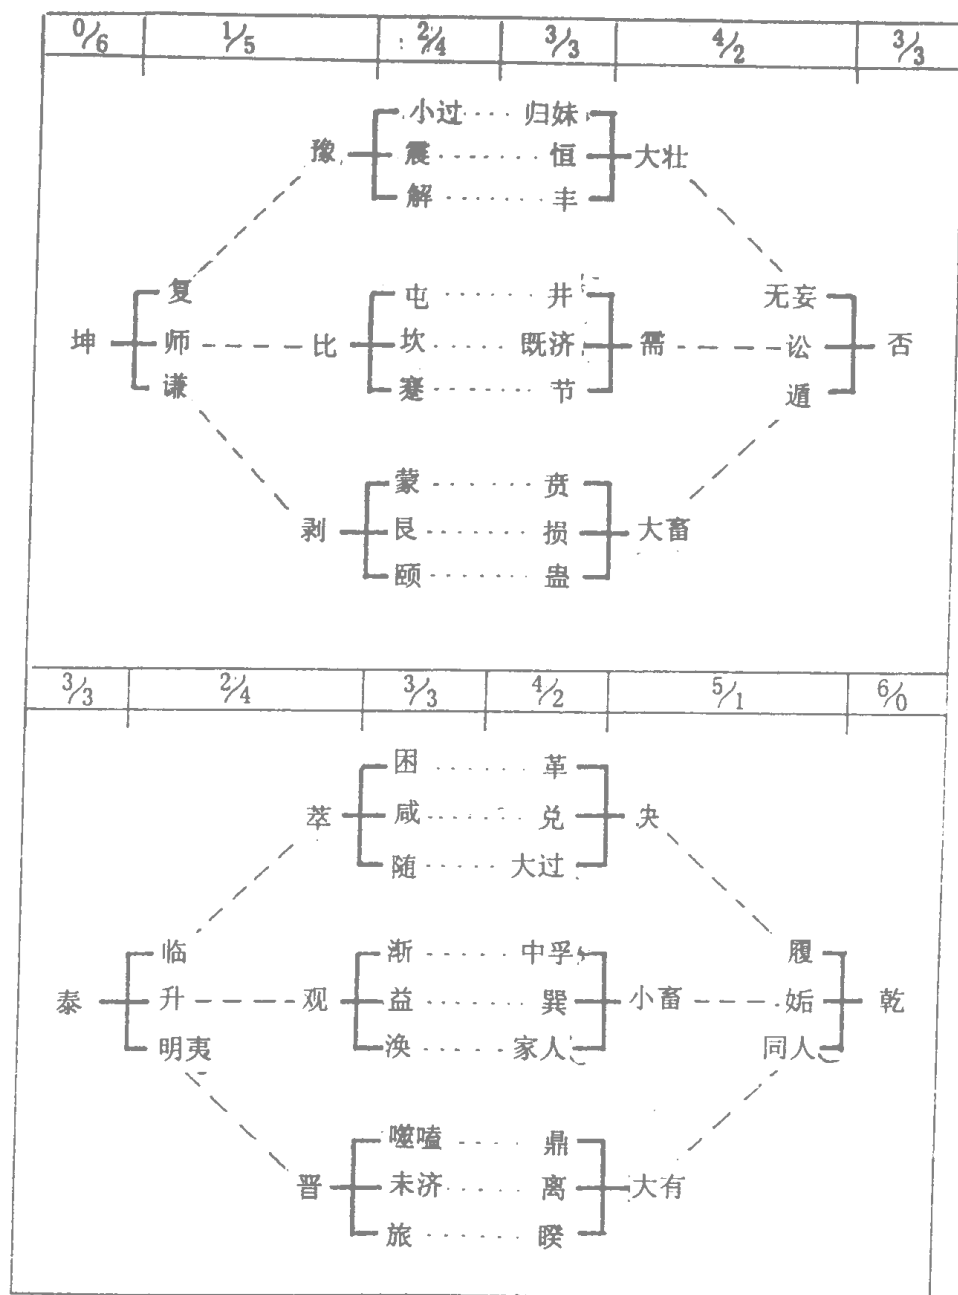 0/6 1/5 2/4 3/3 4/2 3/3
小过 归妹
豫 震 恒 大壮
解 丰
复 屯 井 无妄
坤 师 比 坎 既济 需 讼 否
谦 蹇 节 遁
蒙 贲
剥 艮 损 大畜
颐 蛊
3/3 2/4 3/3 4/2 5/1 6/0
困 革
萃 咸 兑 夬
随 大过
临 渐 中孚 履
泰 升 观 益 巽 小畜 姤 乾
明夷 涣 家人 同人
噬嗑 鼎
晋 未济 离 大有
旅 睽